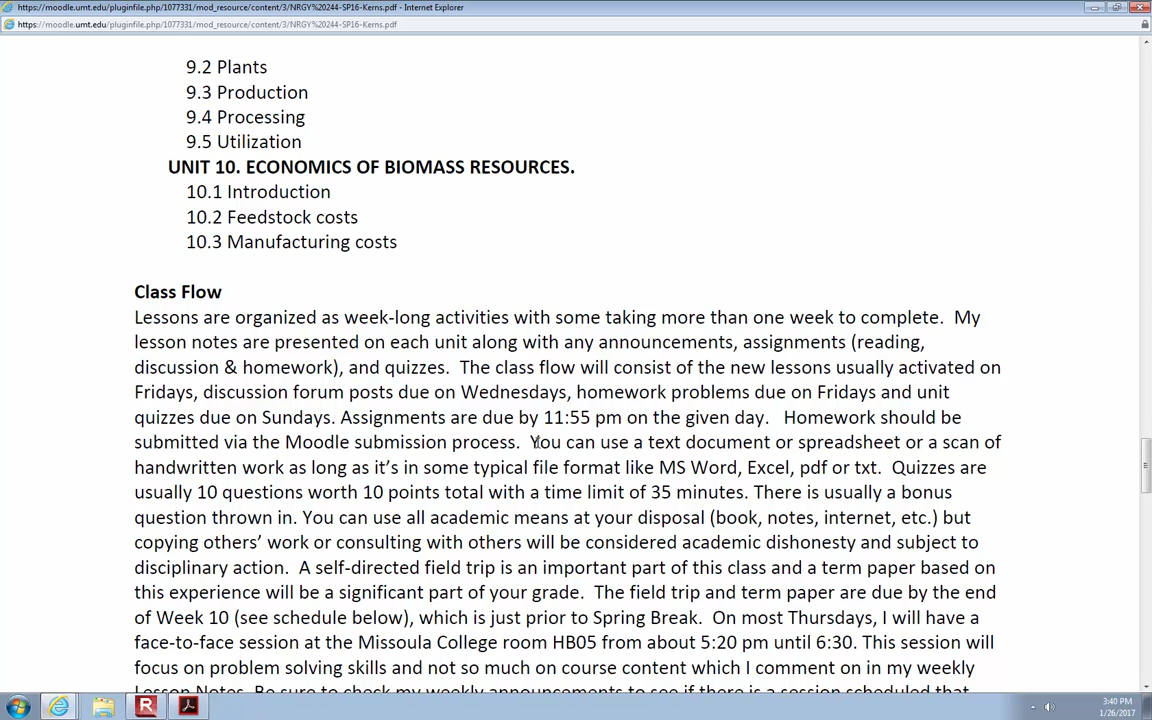 https://moodle.umt.edu/pluginfile.php/1077331/mod_resource/content/3/NRGY%20244-SP16-Kerns.pdf - Internet Explorer
https://moodle.umt.edu/pluginfile.php/1077331/mod_resource/content/3/NRGY%20244-SP16-Kerns.pdf
9.2 Plants
9.3 Production
9.4 Processing
9.5 Utilization
UNIT 10. ECONOMICS OF BIOMASS RESOURCES.
10.1 Introduction
10.2 Feedstock costs
10.3 Manufacturing costs
Class Flow
Lessons are organized as week-long activities with some taking more than one week to complete.  My
lesson notes are presented on each unit along with any announcements, assignments (reading,
discussion & homework), and quizzes.  The class flow will consist of the new lessons usually activated on
Fridays, discussion forum posts due on Wednesdays, homework problems due on Fridays and unit
quizzes due on Sundays. Assignments are due by 11:55 pm on the given day.   Homework should be
submitted via the Moodle submission process.  You can use a text document or spreadsheet or a scan of
handwritten work as long as it's in some typical file format like MS Word, Excel, pdf or txt.  Quizzes are
usually 10 questions worth 10 points total with a time limit of 35 minutes. There is usually a bonus
question thrown in. You can use all academic means at your disposal (book, notes, internet, etc.) but
copying others' work or consulting with others will be considered academic dishonesty and subject to
disciplinary action.  A self-directed field trip is an important part of this class and a term paper based on
this experience will be a significant part of your grade.  The field trip and term paper are due by the end
of Week 10 (see schedule below), which is just prior to Spring Break.  On most Thursdays, I will have a
face-to-face session at the Missoula College room HB05 from about 5:20 pm until 6:30. This session will
focus on problem solving skills and not so much on course content which I comment on in my weekly
Lesson Notes. Be sure to check my weekly announcements to see if there is a session scheduled that
3:40 PM
1/26/2017